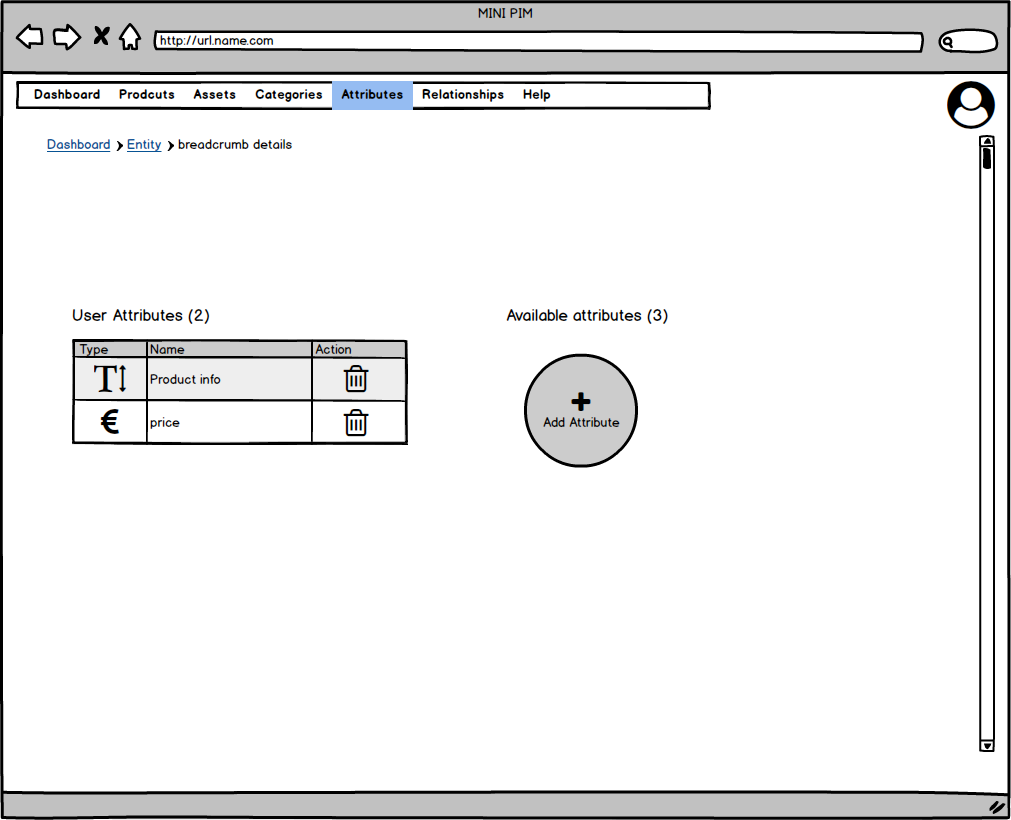 MINI PIM
http://url.name.com
Dashboard Prodcuts Assets Categories Attributes Relationships Help
Dashboard Entity breadcrumb details
User Attributes (2)
Available attributes (3)
Type Name Action
T Product info
€ price
Add Attribute